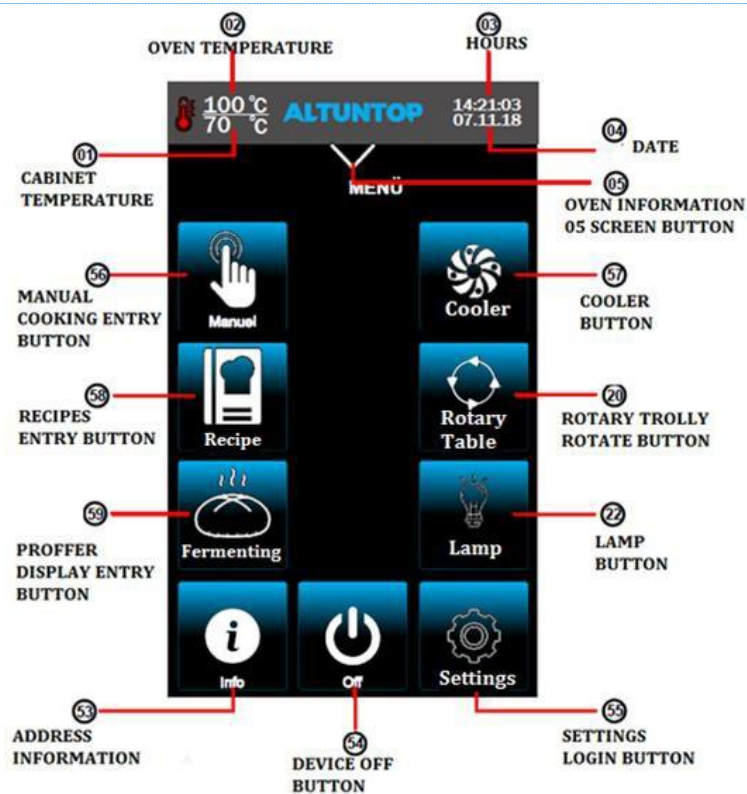 02
OVEN TEMPERATURE
03
HOURS
100 °C
70 °C
ALTUNTOP
14:21:03
07.11.18
04
DATE
01
CABINET
TEMPERATURE
MENÜ
05
OVEN INFORMATION
05 SCREEN BUTTON
56
MANUAL
COOKING ENTRY
BUTTON
Manuel
Cooler
57
COOLER
BUTTON
58
RECIPES
ENTRY BUTTON
Recipe
Rotary
Table
20
ROTARY TROLLY
ROTATE BUTTON
59
PROFFER
DISPLAY ENTRY
BUTTON
Fermenting
Lamp
22
LAMP
BUTTON
i
Info
Off
Settings
53
ADDRESS
INFORMATION
54
DEVICE OFF
BUTTON
55
SETTINGS
LOGIN BUTTON